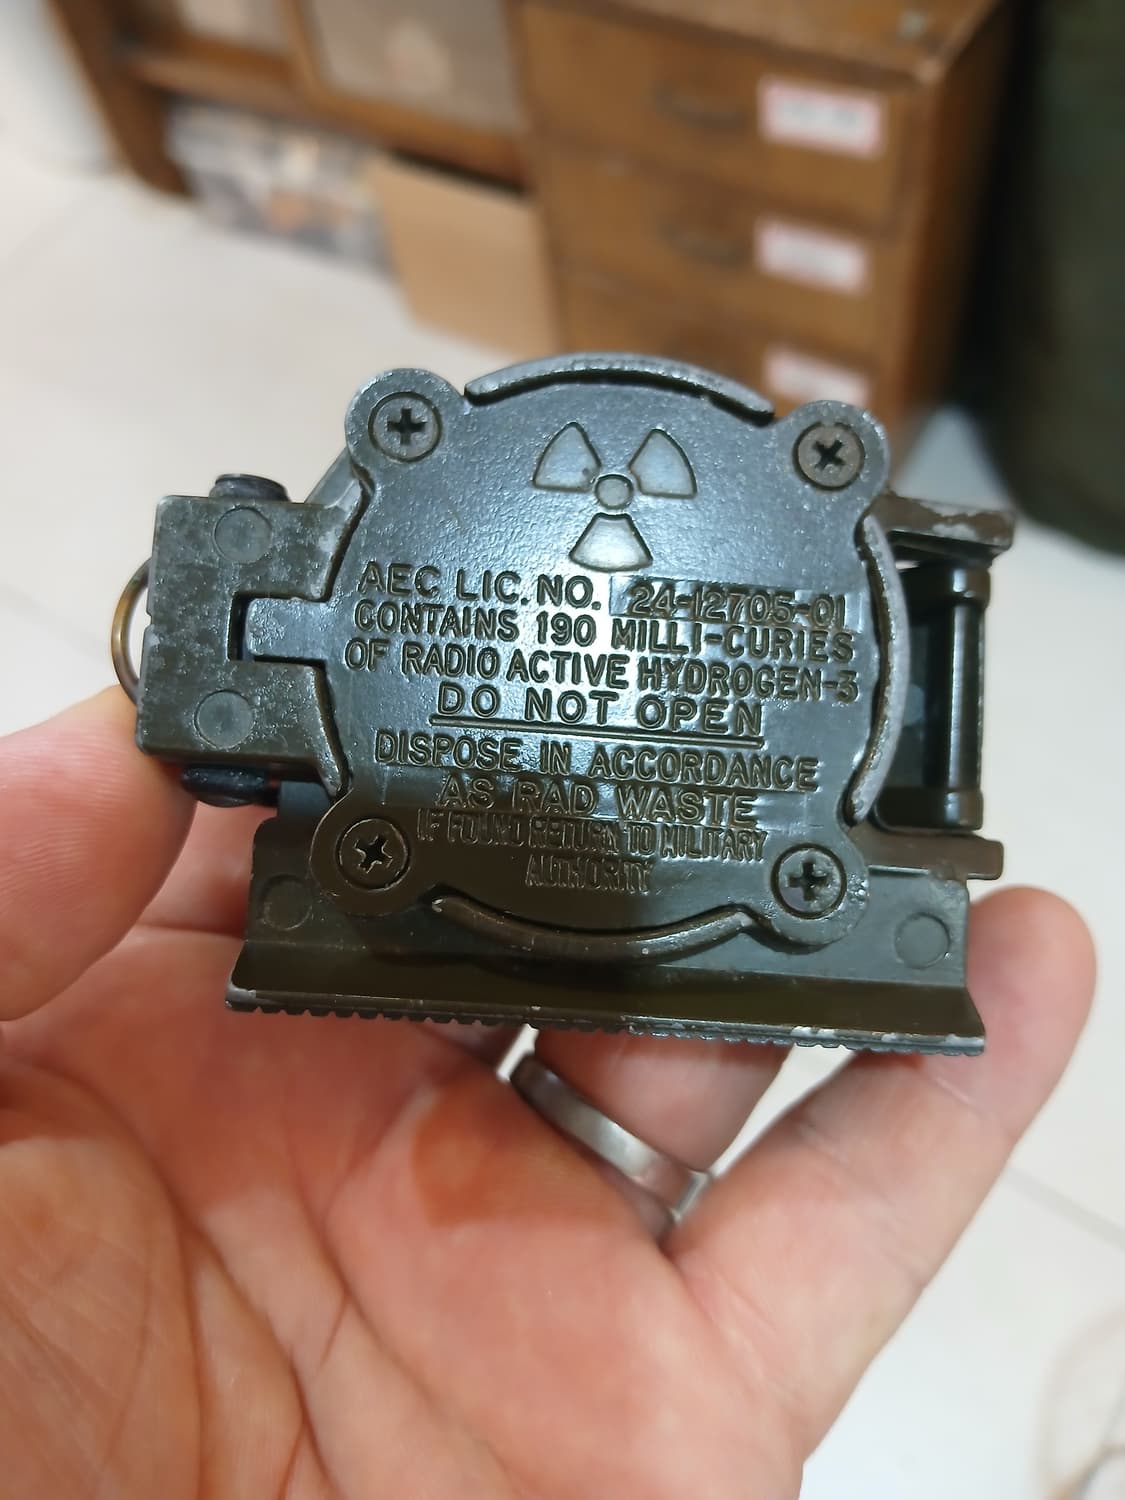 AEC LIC. NO. 24-12705-01
CONTAINS 190 MILLI-CURIES
OF RADIO ACTIVE HYDROGEN-3
DO NOT OPEN
DISPOSE IN ACCORDANCE
AS RAD WASTE
IF FOUND RETURN TO MILITARY
AUTHORITY